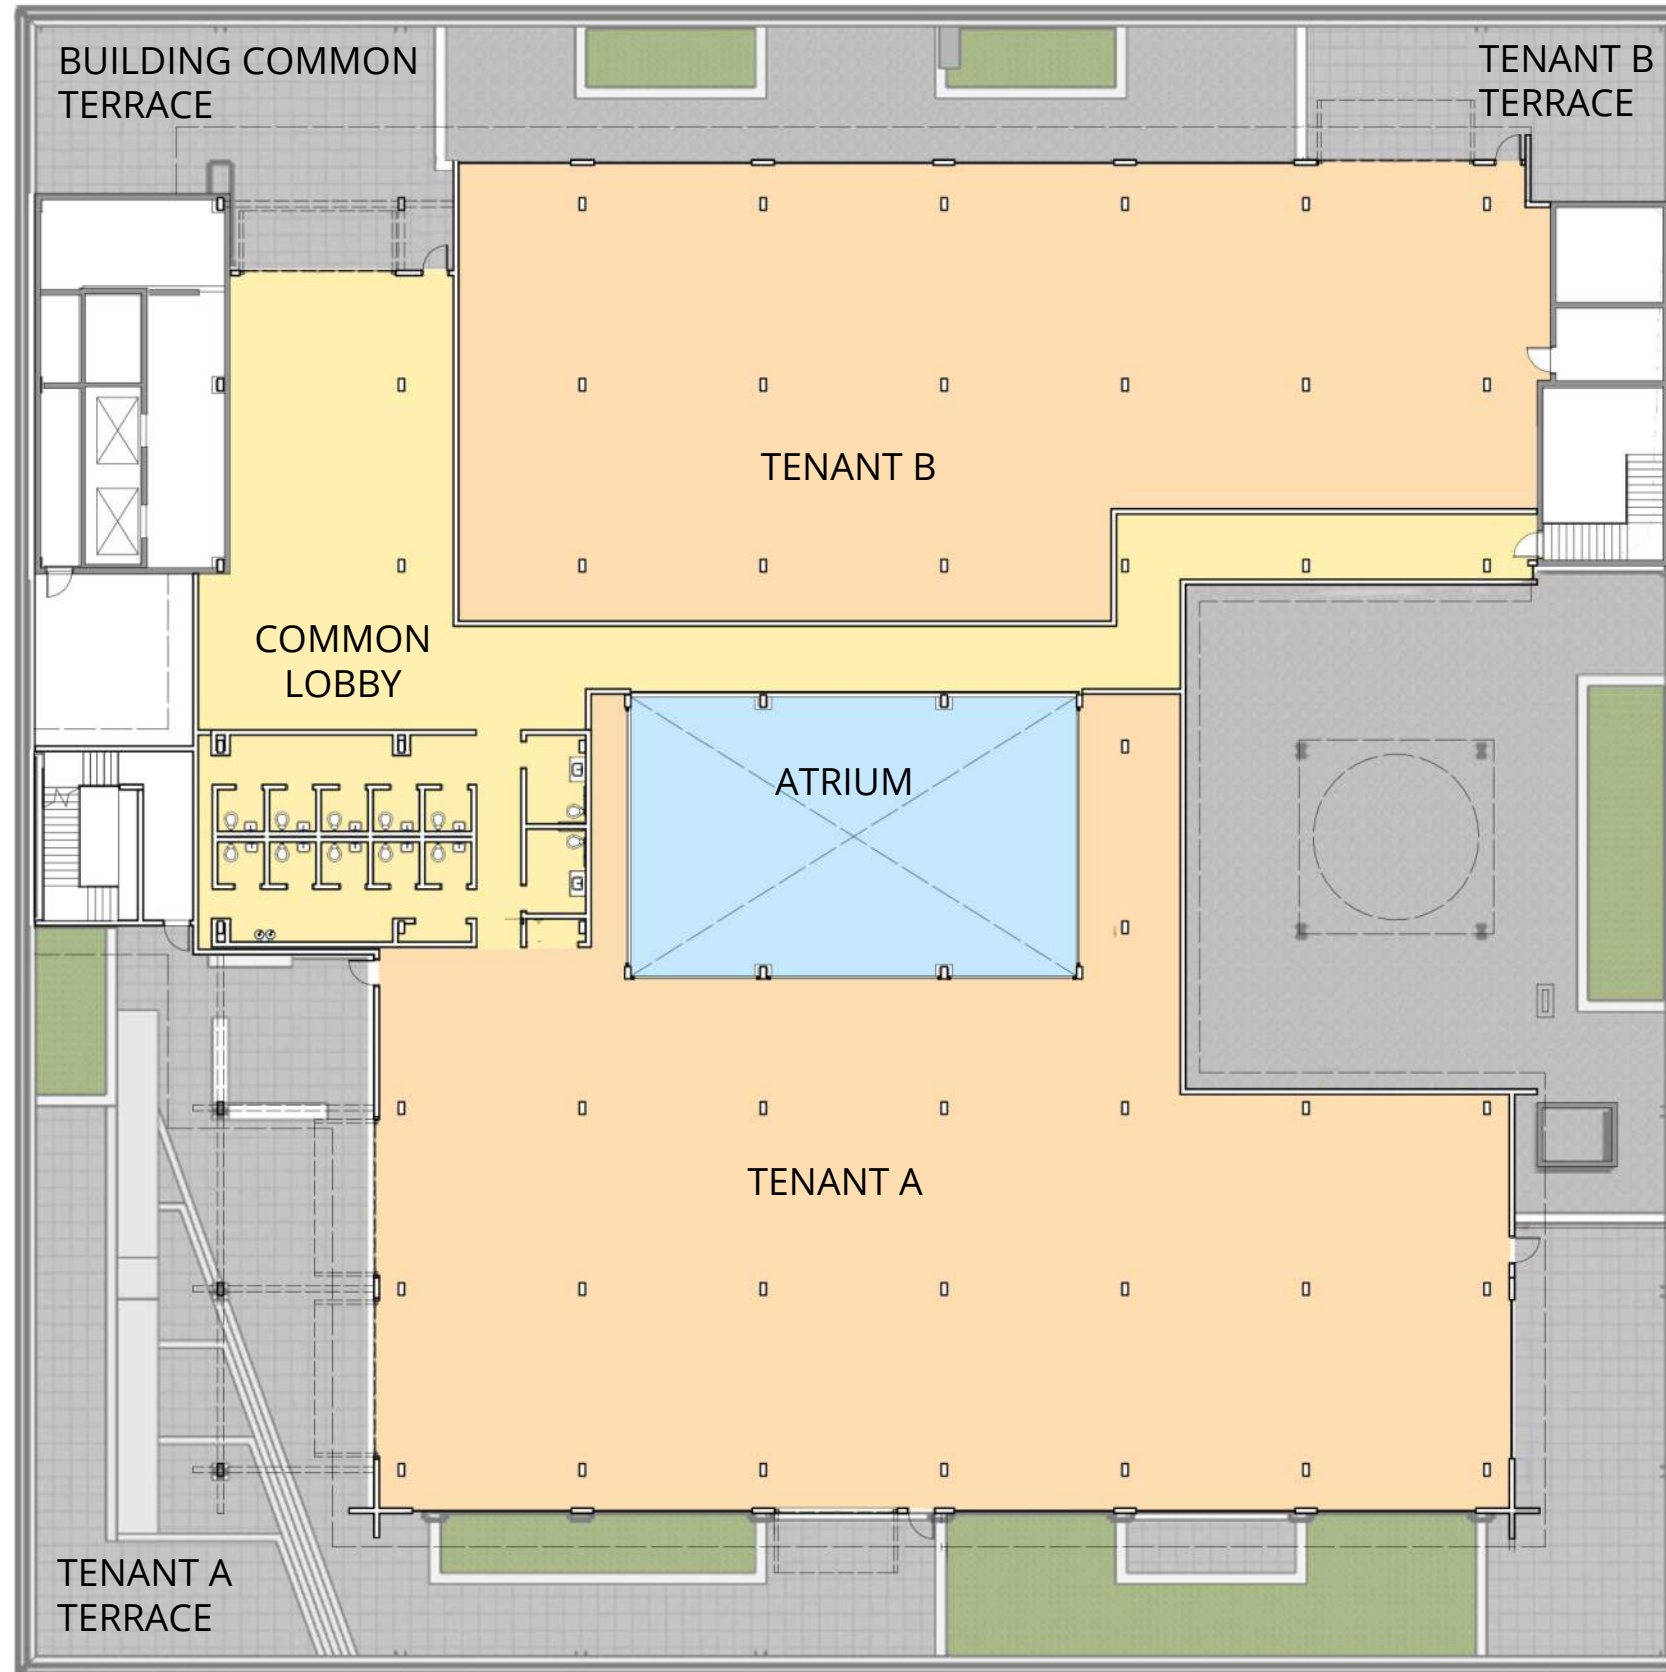 BUILDING COMMON
TERRACE
TENANT B
TERRACE
TENANT B
COMMON
LOBBY
ATRIUM
TENANT A
TENANT A
TERRACE